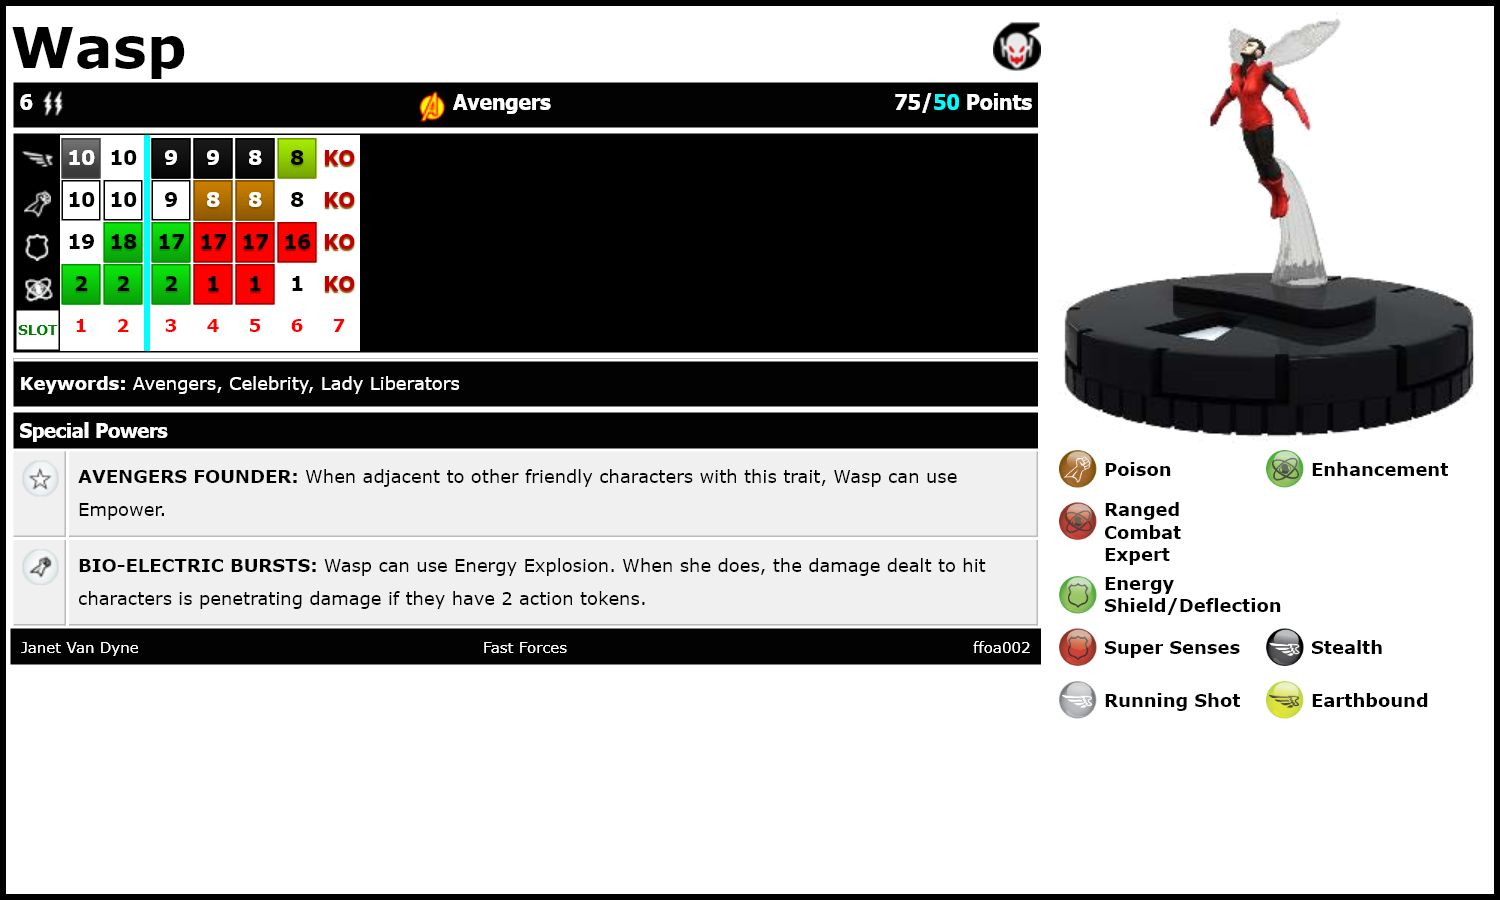 Wasp
6 Avengers 75/50 Points
10 10 9 9 8 8 KO
10 10 9 8 8 8 KO
19 18 17 17 17 16 KO
2 2 2 1 1 1 KO
SLOT 1 2 3 4 5 6 7
Keywords: Avengers, Celebrity, Lady Liberators
Special Powers
AVENGERS FOUNDER: When adjacent to other friendly characters with this trait, Wasp can use
Empower.
BIO-ELECTRIC BURSTS: Wasp can use Energy Explosion. When she does, the damage dealt to hit
characters is penetrating damage if they have 2 action tokens.
Janet Van Dyne Fast Forces ffoa002
Poison Enhancement
Ranged
Combat
Expert
Energy
Shield/Deflection
Super Senses Stealth
Running Shot Earthbound